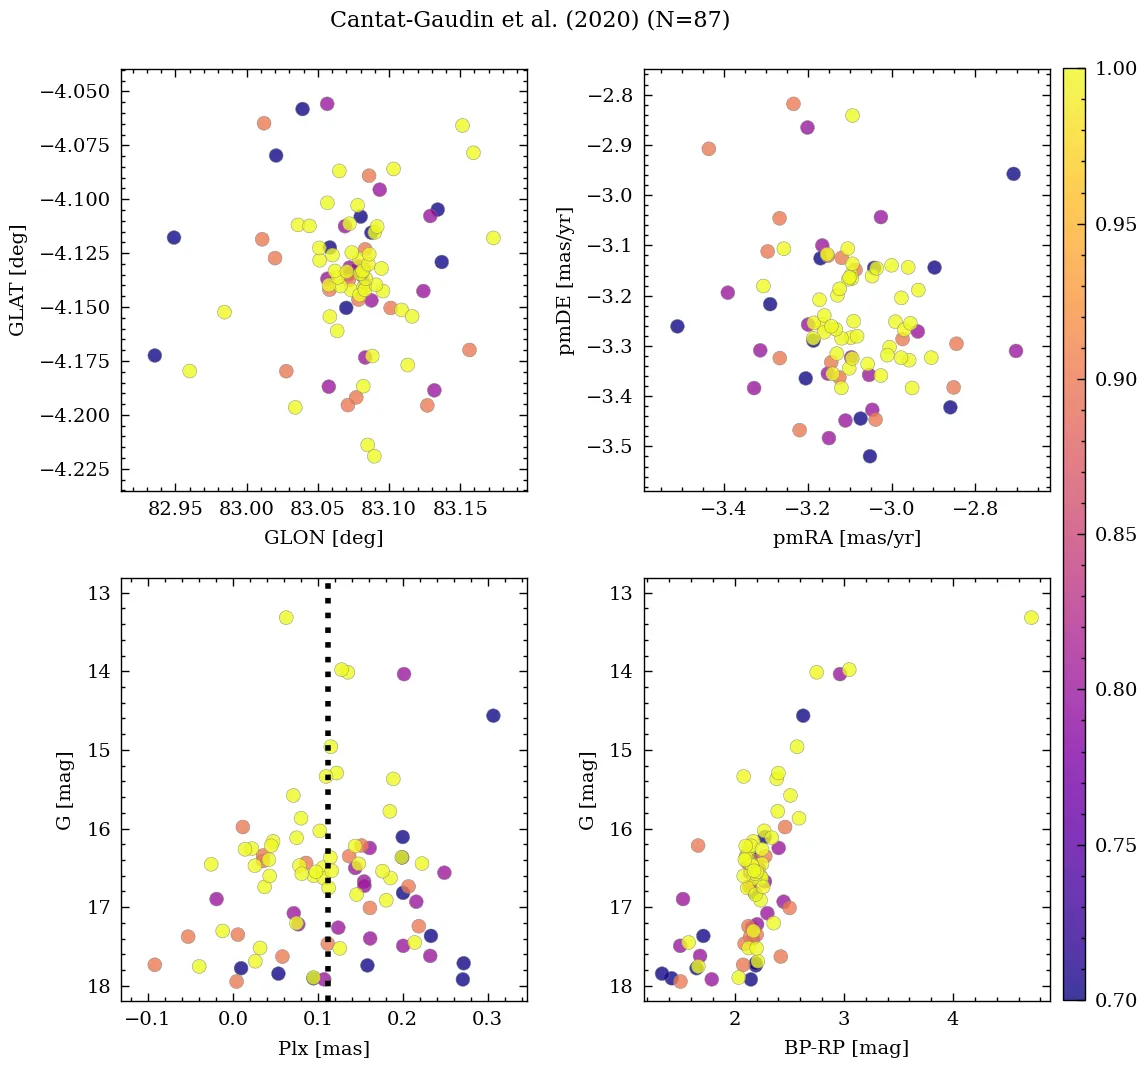 Cantat-Gaudin et al. (2020) (N=87)
−4.050
−4.075
−4.100
−4.125
−4.150
−4.175
−4.200
−4.225
GLAT [deg]
82.95 83.00 83.05 83.10 83.15
GLON [deg]
−2.8
−2.9
−3.0
−3.1
−3.2
−3.3
−3.4
−3.5
pmDE [mas/yr]
−3.4 −3.2 −3.0 −2.8
pmRA [mas/yr]
13
14
15
16
17
18
G [mag]
−0.1 0.0 0.1 0.2 0.3
Plx [mas]
13
14
15
16
17
18
G [mag]
2 3 4
BP-RP [mag]
1.00
0.95
0.90
0.85
0.80
0.75
0.70